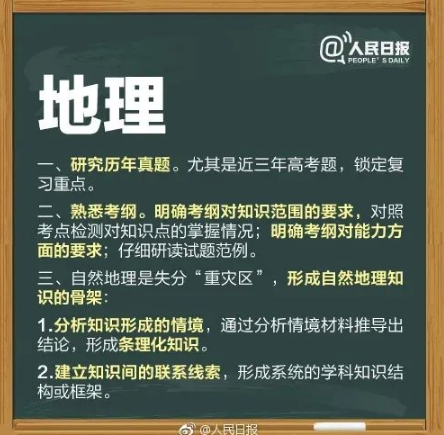 @人民日报
PEOPLE'S DAILY
地理
一、研究历年真题。尤其是近三年高考题，锁定复
习重点。
二、熟悉考纲。明确考纲对知识范围的要求，对照
考点检测对知识点的掌握情况；明确考纲对能力方
面的要求；仔细研读试题范例。
三、自然地理是失分“重灾区”，形成自然地理知
识的骨架：
1.分析知识形成的情境，通过分析情境材料推导出
结论，形成条理化知识。
2.建立知识间的联系线索，形成系统的学科知识结
构或框架。
@人民日报